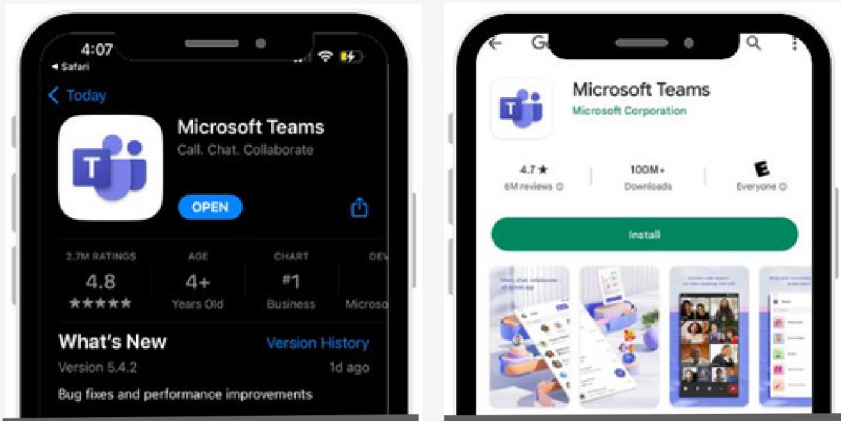 4:07
Safari
Today
Microsoft Teams
Call. Chat. Collaborate
T
OPEN
2.7M RATINGS
AGE
CHART
DEV
4.8
4+
#1
Years Old
Business
Microso
What's New
Version History
Version 5.4.2
1d ago
Bug fixes and performance improvements
Microsoft Teams
T
Microsoft Corporation
4.7★
100M+
E
6M reviews
Downloads
Everyone
Install